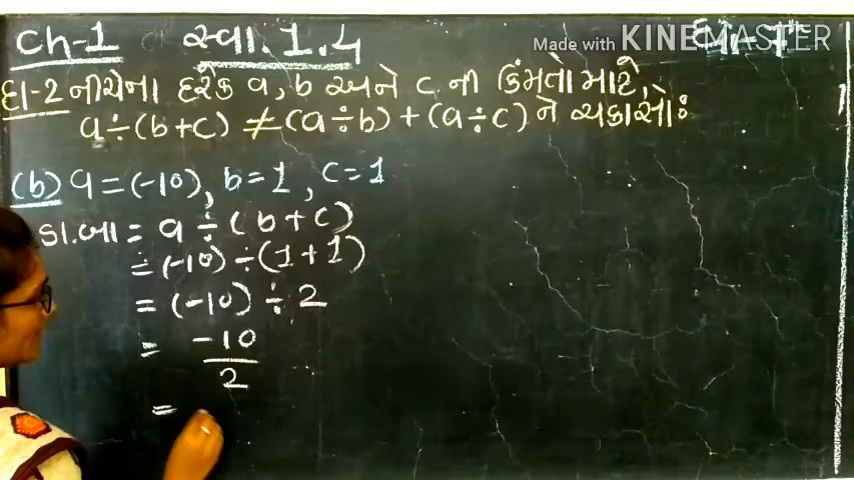 Ch-1 સ્વા.1.4
Made with KINEMASTER
દા-2 નીચેના દરેક a, b અને c ની કિંમતો માટે,
a÷(b+c) ≠ (a÷b) + (a÷c) ને ચકાસો:
(b) a = (-10), b = 1, c = 1
ડા.બા = a ÷ (b + c)
= (-10) ÷ (1 + 1)
= (-10) ÷ 2
= -10
2
=